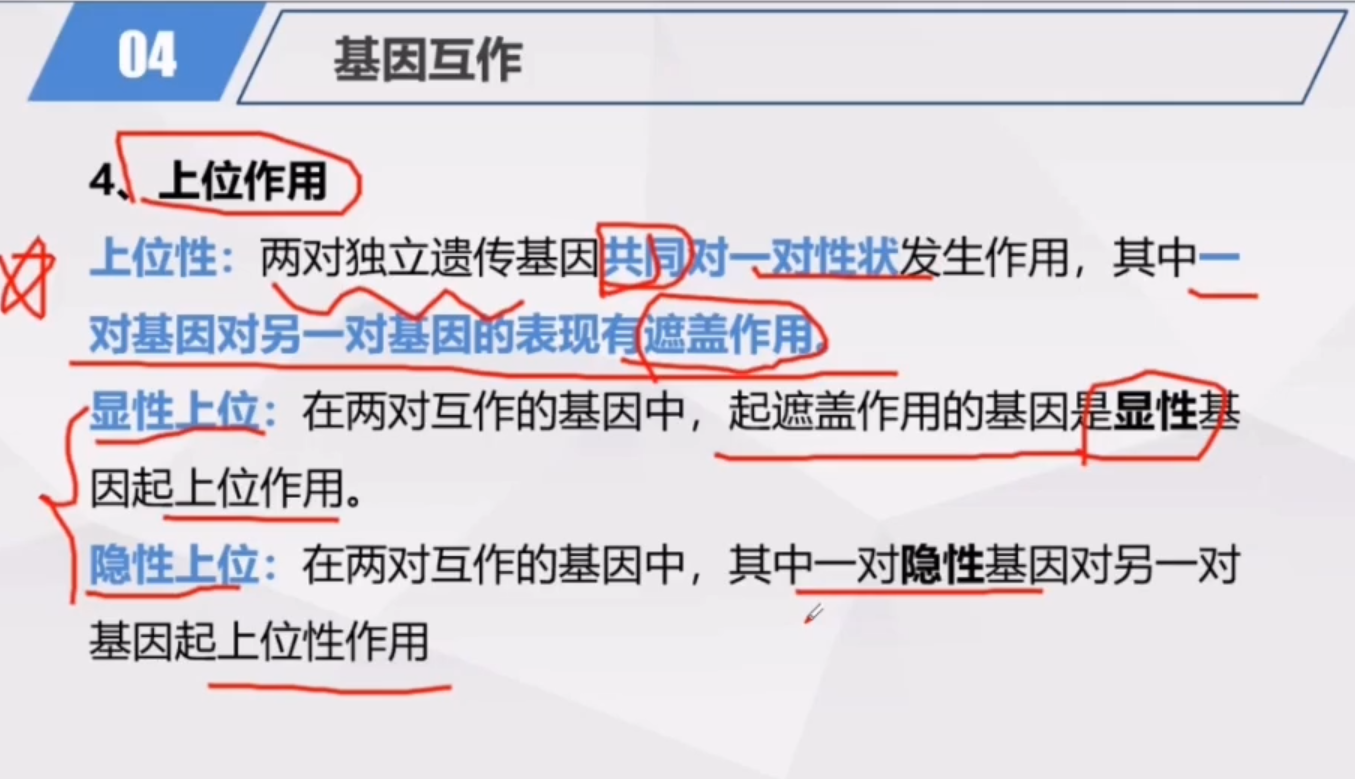 04
基因互作
4、上位作用
上位性：两对独立遗传基因共同对一对性状发生作用，其中一
对基因对另一对基因的表现有遮盖作用。
显性上位：在两对互作的基因中，起遮盖作用的基因是显性基
因起上位作用。
隐性上位：在两对互作的基因中，其中一对隐性基因对另一对
基因起上位性作用